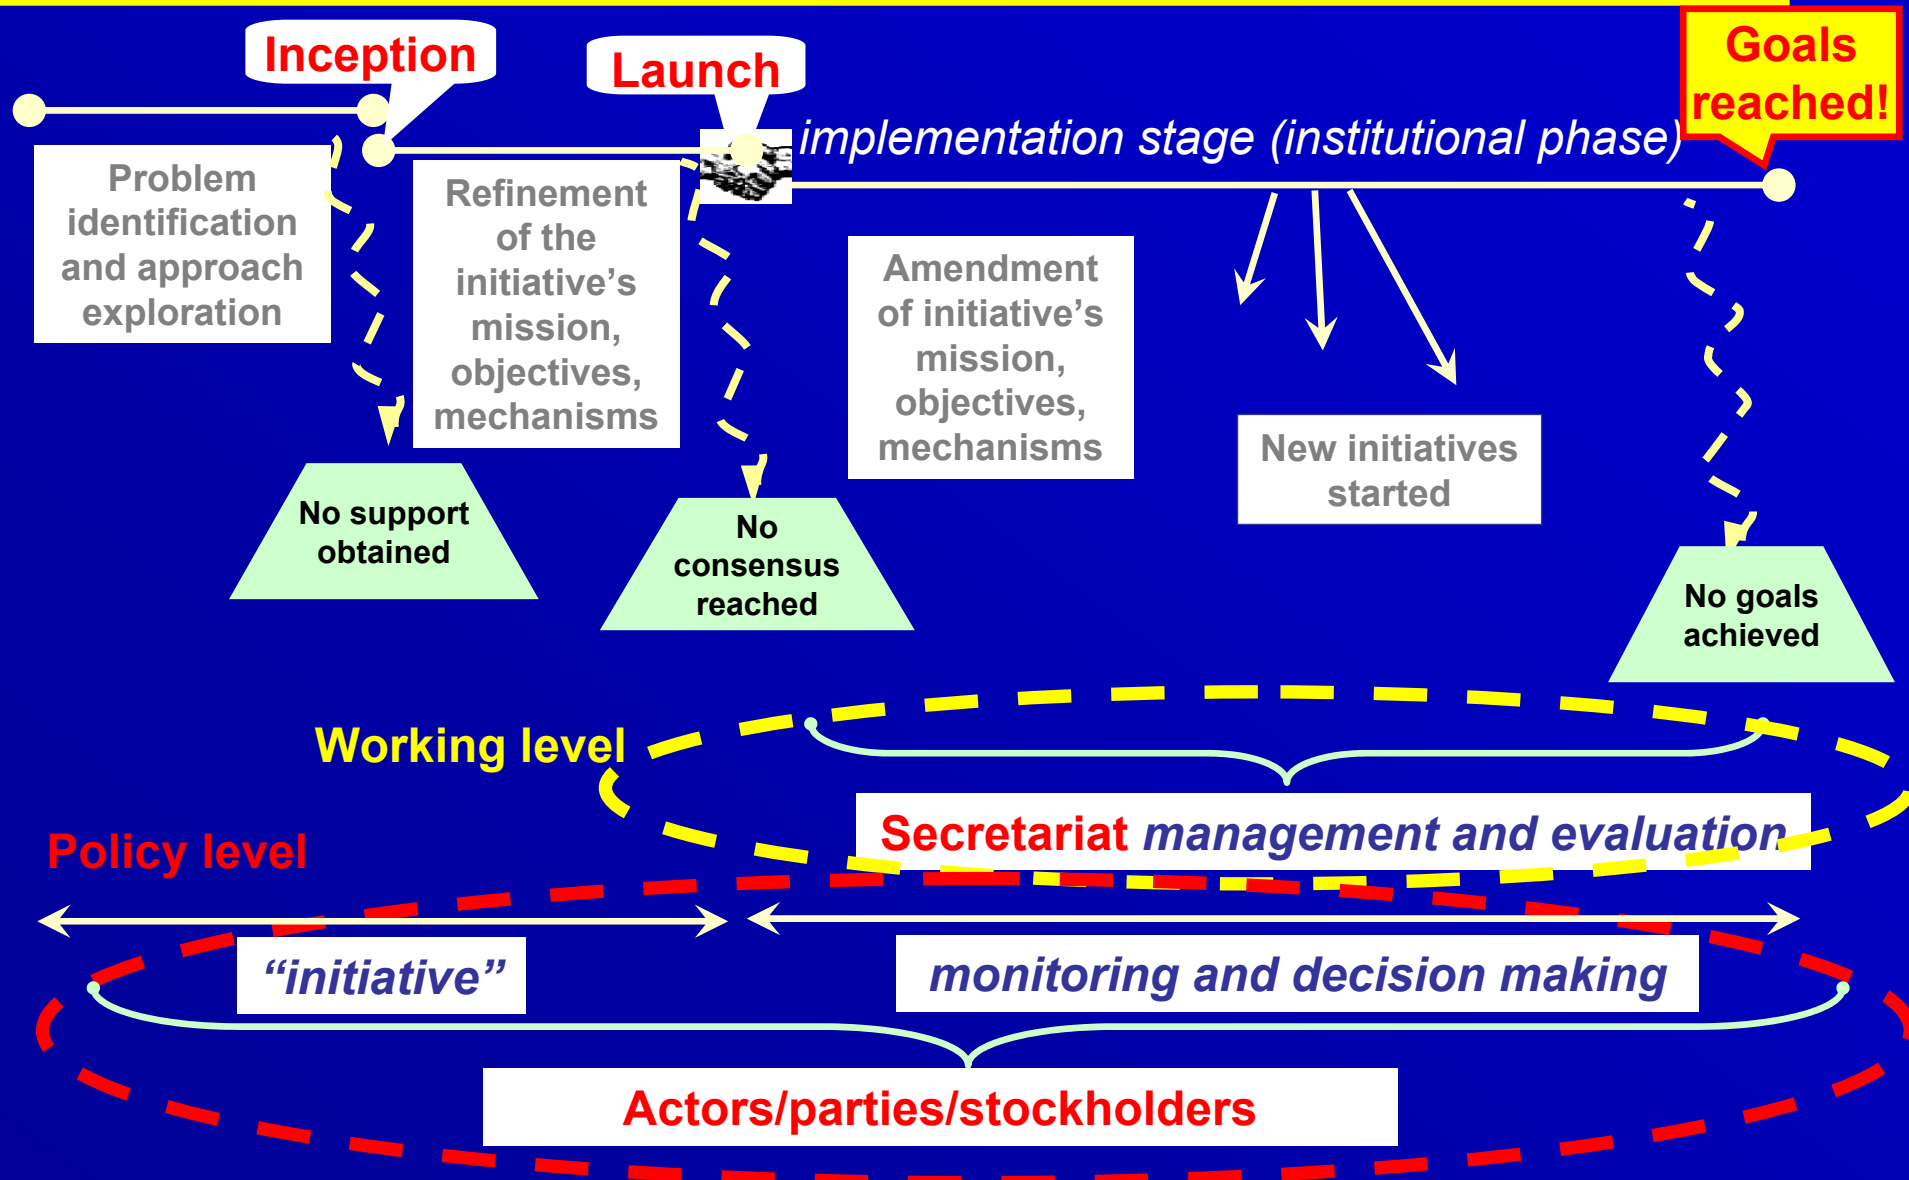 Inception
Launch
Goals
reached!
implementation stage (institutional phase)
Problem
identification
and approach
exploration
Refinement
of the
initiative’s
mission,
objectives,
mechanisms
Amendment
of initiative’s
mission,
objectives,
mechanisms
New initiatives
started
No support
obtained
No
consensus
reached
No goals
achieved
Working level
Secretariat management and evaluation
Policy level
“initiative”
monitoring and decision making
Actors/parties/stockholders